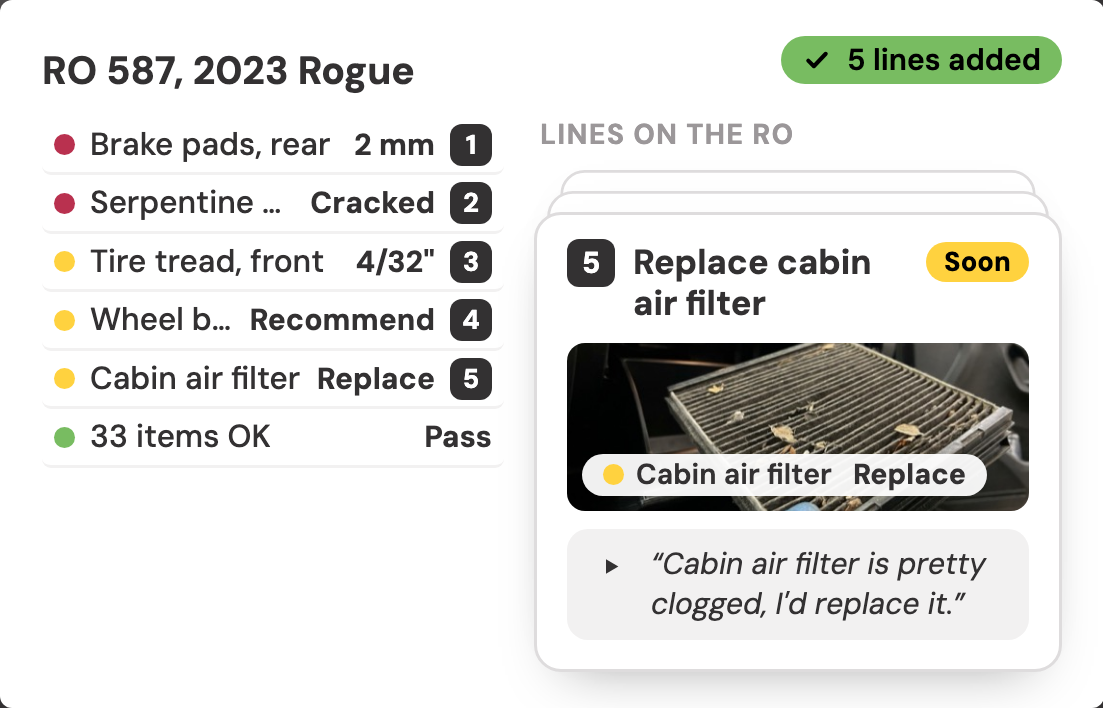 RO 587, 2023 Rogue
5 lines added
Brake pads, rear 2 mm 1
Serpentine ... Cracked 2
Tire tread, front 4/32" 3
Wheel b... Recommend 4
Cabin air filter Replace 5
33 items OK Pass
LINES ON THE RO
5 Replace cabin
air filter
Soon
Cabin air filter Replace
“Cabin air filter is pretty
clogged, I’d replace it.”